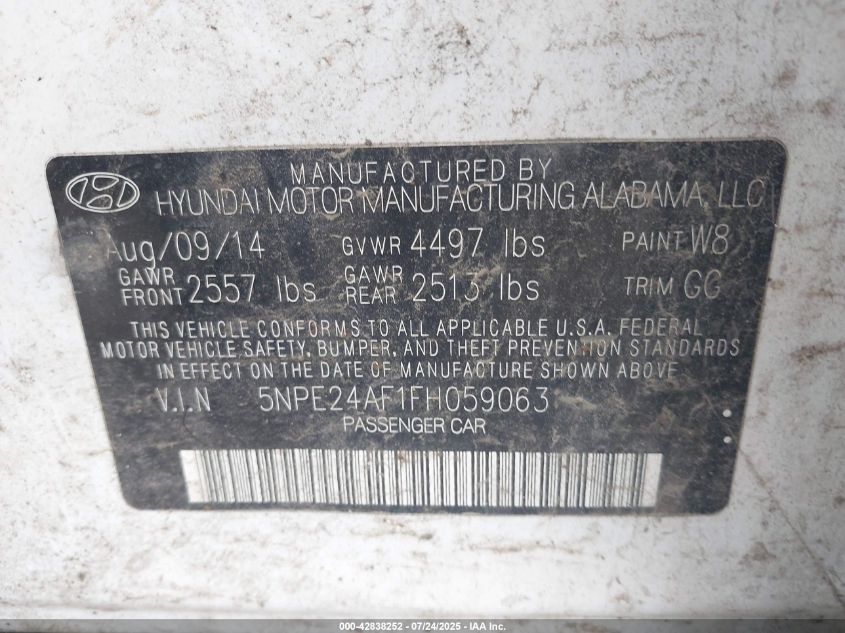 MANUFACTURED BY
HYUNDAI MOTOR MANUFACTURING ALABAMA, LLC
Aug/09/14 GVWR 4497 lbs PAINT W8
GAWR FRONT 2557 lbs GAWR REAR 2513 lbs TRIM GG
THIS VEHICLE CONFORMS TO ALL APPLICABLE U.S.A. FEDERAL
MOTOR VEHICLE SAFETY, BUMPER, AND THEFT PREVENTION STANDARDS
IN EFFECT ON THE DATE OF MANUFACTURE SHOWN ABOVE.
V.I.N 5NPE24AF1FH059063
PASSENGER CAR
000-42838252 - 07/24/2025 - IAA Inc.